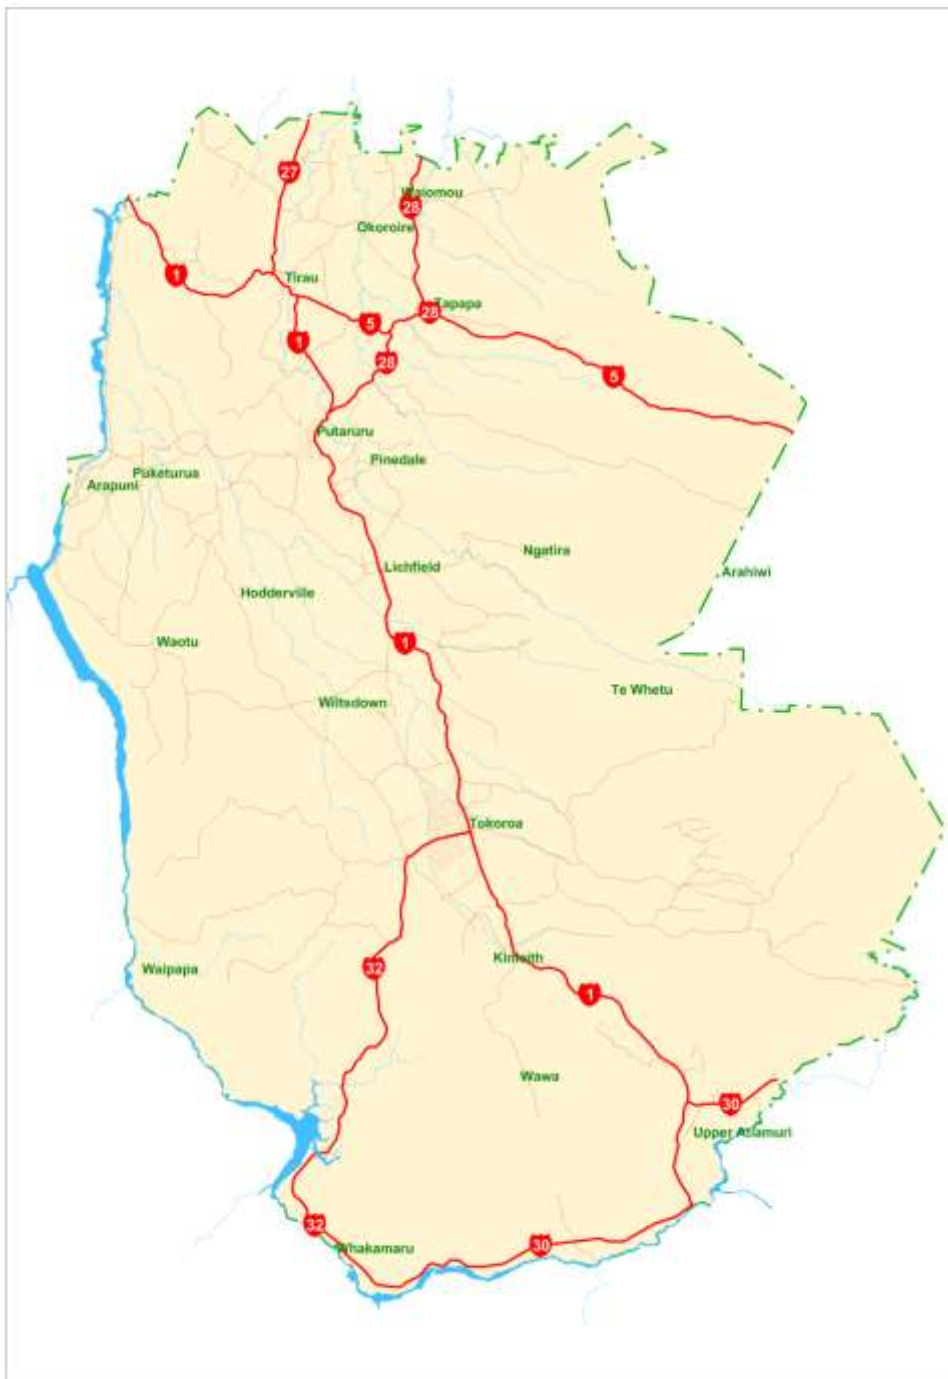 27
Waiomou
28
Okoroire
1
Tirau
Tapapa
28
5
1
28
5
Putaruru
Pinedale
Puketurua
Arapuni
Ngatira
Lichfield
Arahiwi
Hodderville
Waotu
1
Te Whetu
Wiltsdown
Tokoroa
Kinleith
Waipapa
32
1
Wawa
30
Upper Atiamuri
32
Whakamaru
30